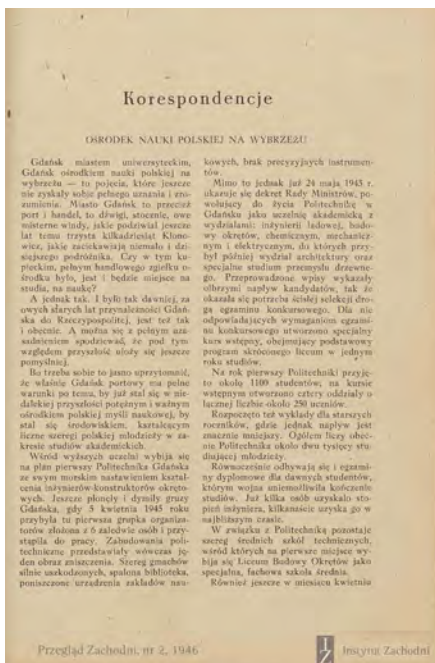 Korespondencje
OŚRODEK NAUKI POLSKIEJ NA WYBRZEŻU
Gdańsk miastem uniwersyteckim,
Gdańsk ośrodkiem nauki polskiej na
wybrzeżu — to pojęcia, które jeszcze
nie zyskały sobie pełnego uznania i zro-
zumienia. Miasto Gdańsk to przecież
port i handel, to dźwigi, stocznie, owe
misterne windy, jakie podziwiał jeszcze
lat temu trzysta kilkadziesiąt Klono-
wicz, jakie zaciekawiają niemało i dzi-
siejszego podróżnika. Czy w tym ku-
pieckim, pełnym handlowego zgiełku o-
środku było, jest i będzie miejsce na
studia, na naukę?
A jednak tak. I było tak dawniej, za
owych starych lat przynależności Gdań-
ska do Rzeczypospolitej, jest też tak
i obecnie. A można się z pełnym uza-
sadnieniem spodziewać, że pod tym
względem przyszłość ułoży się jeszcze
pomyślniej.
Bo trzeba sobie to jasno uprzytomnić,
że właśnie Gdańsk portowy ma pełne
warunki po temu, by już stał się w nie-
dalekiej przyszłości potężnym i ważnym
ośrodkiem polskiej myśli naukowej, by
stał się środowiskiem, kształcącym
liczne szeregi polskiej młodzieży w za-
kresie studiów akademickich.
Wśród wyższych uczelni wybija się
na plan pierwszy Politechnika Gdańska
ze swym morskim nastawieniem kształ-
cenia inżynierów-konstruktorów okręto-
wych. Jeszcze płonęły i dymiły gruzy
Gdańska, gdy 5 kwietnia 1945 roku
przybyła tu pierwsza grupka organiza-
torów złożona z 6 zaledwie osób i przy-
stąpiła do pracy. Zabudowania poli-
techniczne przedstawiały wówczas je-
den obraz zniszczenia. Szereg gmachów
silnie uszkodzonych, spalona biblioteka,
poniszczone urządzenia zakładów nau-
kowych, brak precyzyjnych instrumen-
tów.
Mimo to jednak już 24 maja 1945 r.
ukazuje się dekret Rady Ministrów, po-
wołujący do życia Politechnikę w
Gdańsku jako uczelnię akademicką z
wydziałami: inżynierii lądowej, budo-
wy okrętów, chemicznym, mechanicz-
nym i elektrycznym, do których przy-
był później wydział architektury oraz
specjalne studium przemysłu drzewne-
go. Przeprowadzone wpisy wykazały
olbrzymi napływ kandydatów, tak że
okazała się potrzeba ścisłej selekcji dro-
gą egzaminu konkursowego. Dla nie
odpowiadających wymaganiom egzami-
nu konkursowego utworzono specjalny
kurs wstępny, obejmujący podstawowy
program skróconego liceum w jednym
roku studiów.
Na rok pierwszy Politechniki przyję-
to około 1100 studentów, na kursie
wstępnym utworzono cztery oddziały o
łącznej liczbie około 250 uczniów.
Rozpoczęto też wykłady dla starszych
roczników, gdzie jednak napływ jest
znacznie mniejszy. Ogółem liczy obec-
nie Politechnika około dwu tysięcy stu-
diującej młodzieży.
Równocześnie odbywają się i egzami-
ny dyplomowe dla dawnych studentów,
którym wojna uniemożliwiła kończenie
studiów. Już kilka osób uzyskało sto-
pień inżyniera, kilkanaście uzyska go w
najbliższym czasie.
W związku z Politechniką pozostaje
szereg średnich szkół technicznych,
wśród których na pierwsze miejsce wy-
bija się Liceum Budowy Okrętów jako
specjalna, fachowa szkoła średnia.
Również jeszcze w miesiącu kwietniu
Przegląd Zachodni, nr 2, 1946
Instytut Zachodni